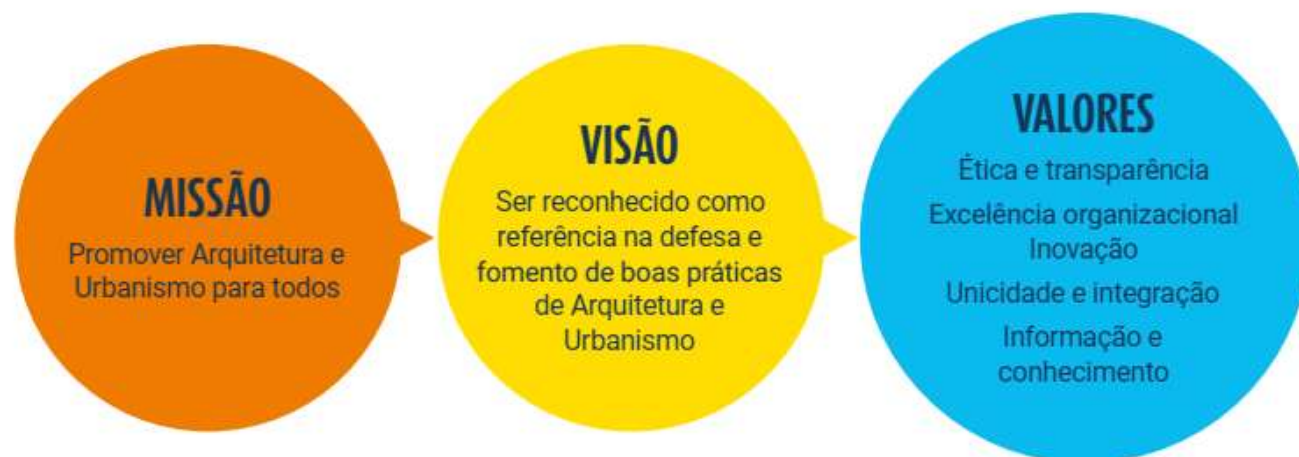 MISSÃO
Promover Arquitetura e
Urbanismo para todos
VISÃO
Ser reconhecido como
referência na defesa e
fomento de boas práticas
de Arquitetura e
Urbanismo
VALORES
Ética e transparência
Excelência organizacional
Inovação
Unicidade e integração
Informação e
conhecimento